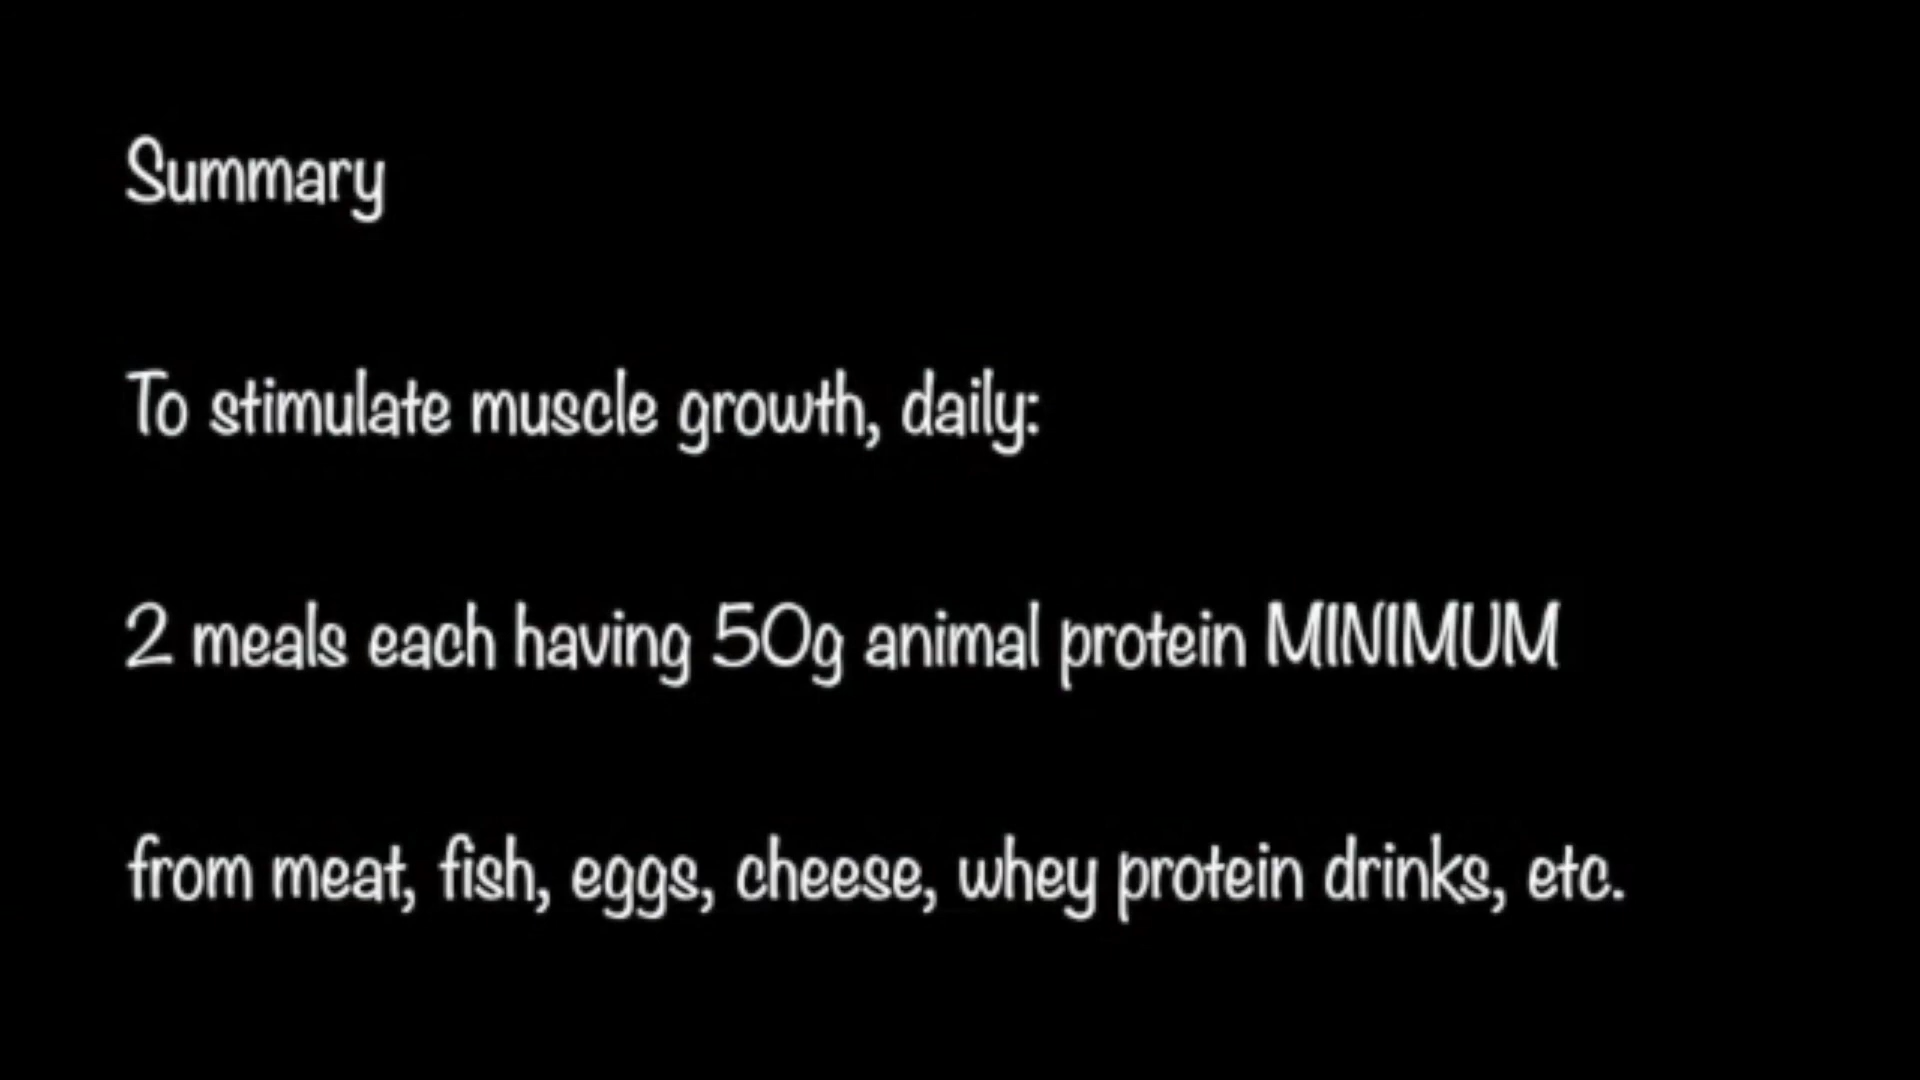 Summary
To stimulate muscle growth, daily:
2 meals each having 50g animal protein MINIMUM
from meat, fish, eggs, cheese, whey protein drinks, etc.